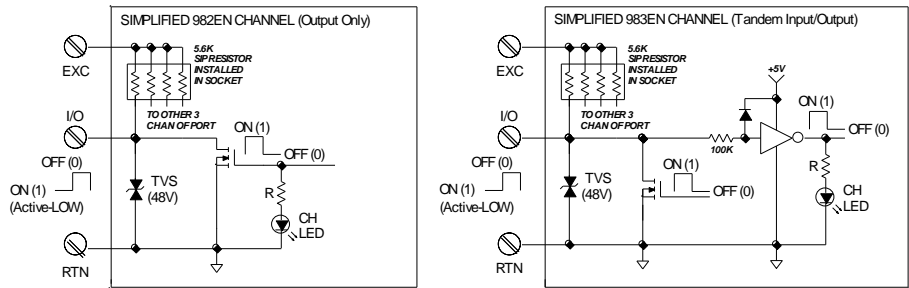 SIMPLIFIED 982EN CHANNEL (Output Only)
EXC
5.6K
SIP RESISTOR
INSTALLED
IN SOCKET
TO OTHER 3
CHAN OF PORT
I/O
ON (1)
OFF (0)
OFF (0)
ON (1)
(Active-LOW)
TVS
(48V)
R
CH
LED
RTN
SIMPLIFIED 983EN CHANNEL (Tandem Input/Output)
EXC
5.6K
SIP RESISTOR
INSTALLED
IN SOCKET
+5V
TO OTHER 3
CHAN OF PORT
ON (1)
I/O
OFF (0)
100K
OFF (0)
ON (1)
(Active-LOW)
TVS
(48V)
ON (1)
OFF (0)
R
CH
LED
RTN